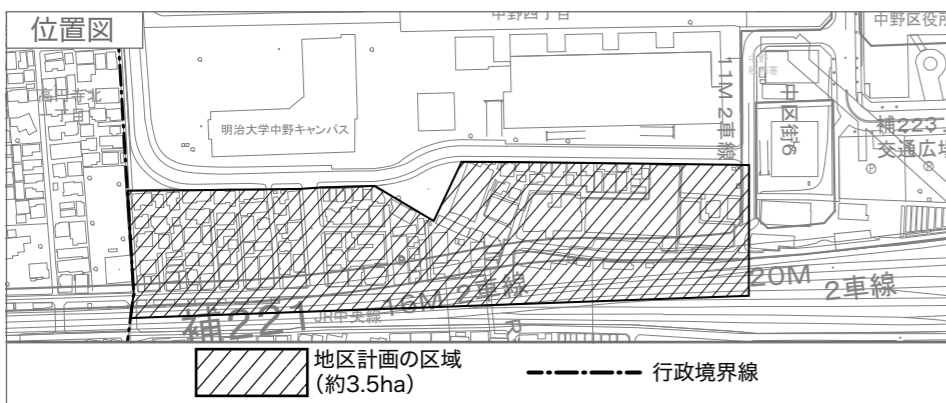 位置図
中野四丁目
中野区役所
高円寺北
丁目
明治大学中野キャンパス
11M 2車線
中区街6
補223
交通広場
補221
JR中央線
16M 2車線
20M
2車線
地区計画の区域
(約3.5ha)
行政境界線